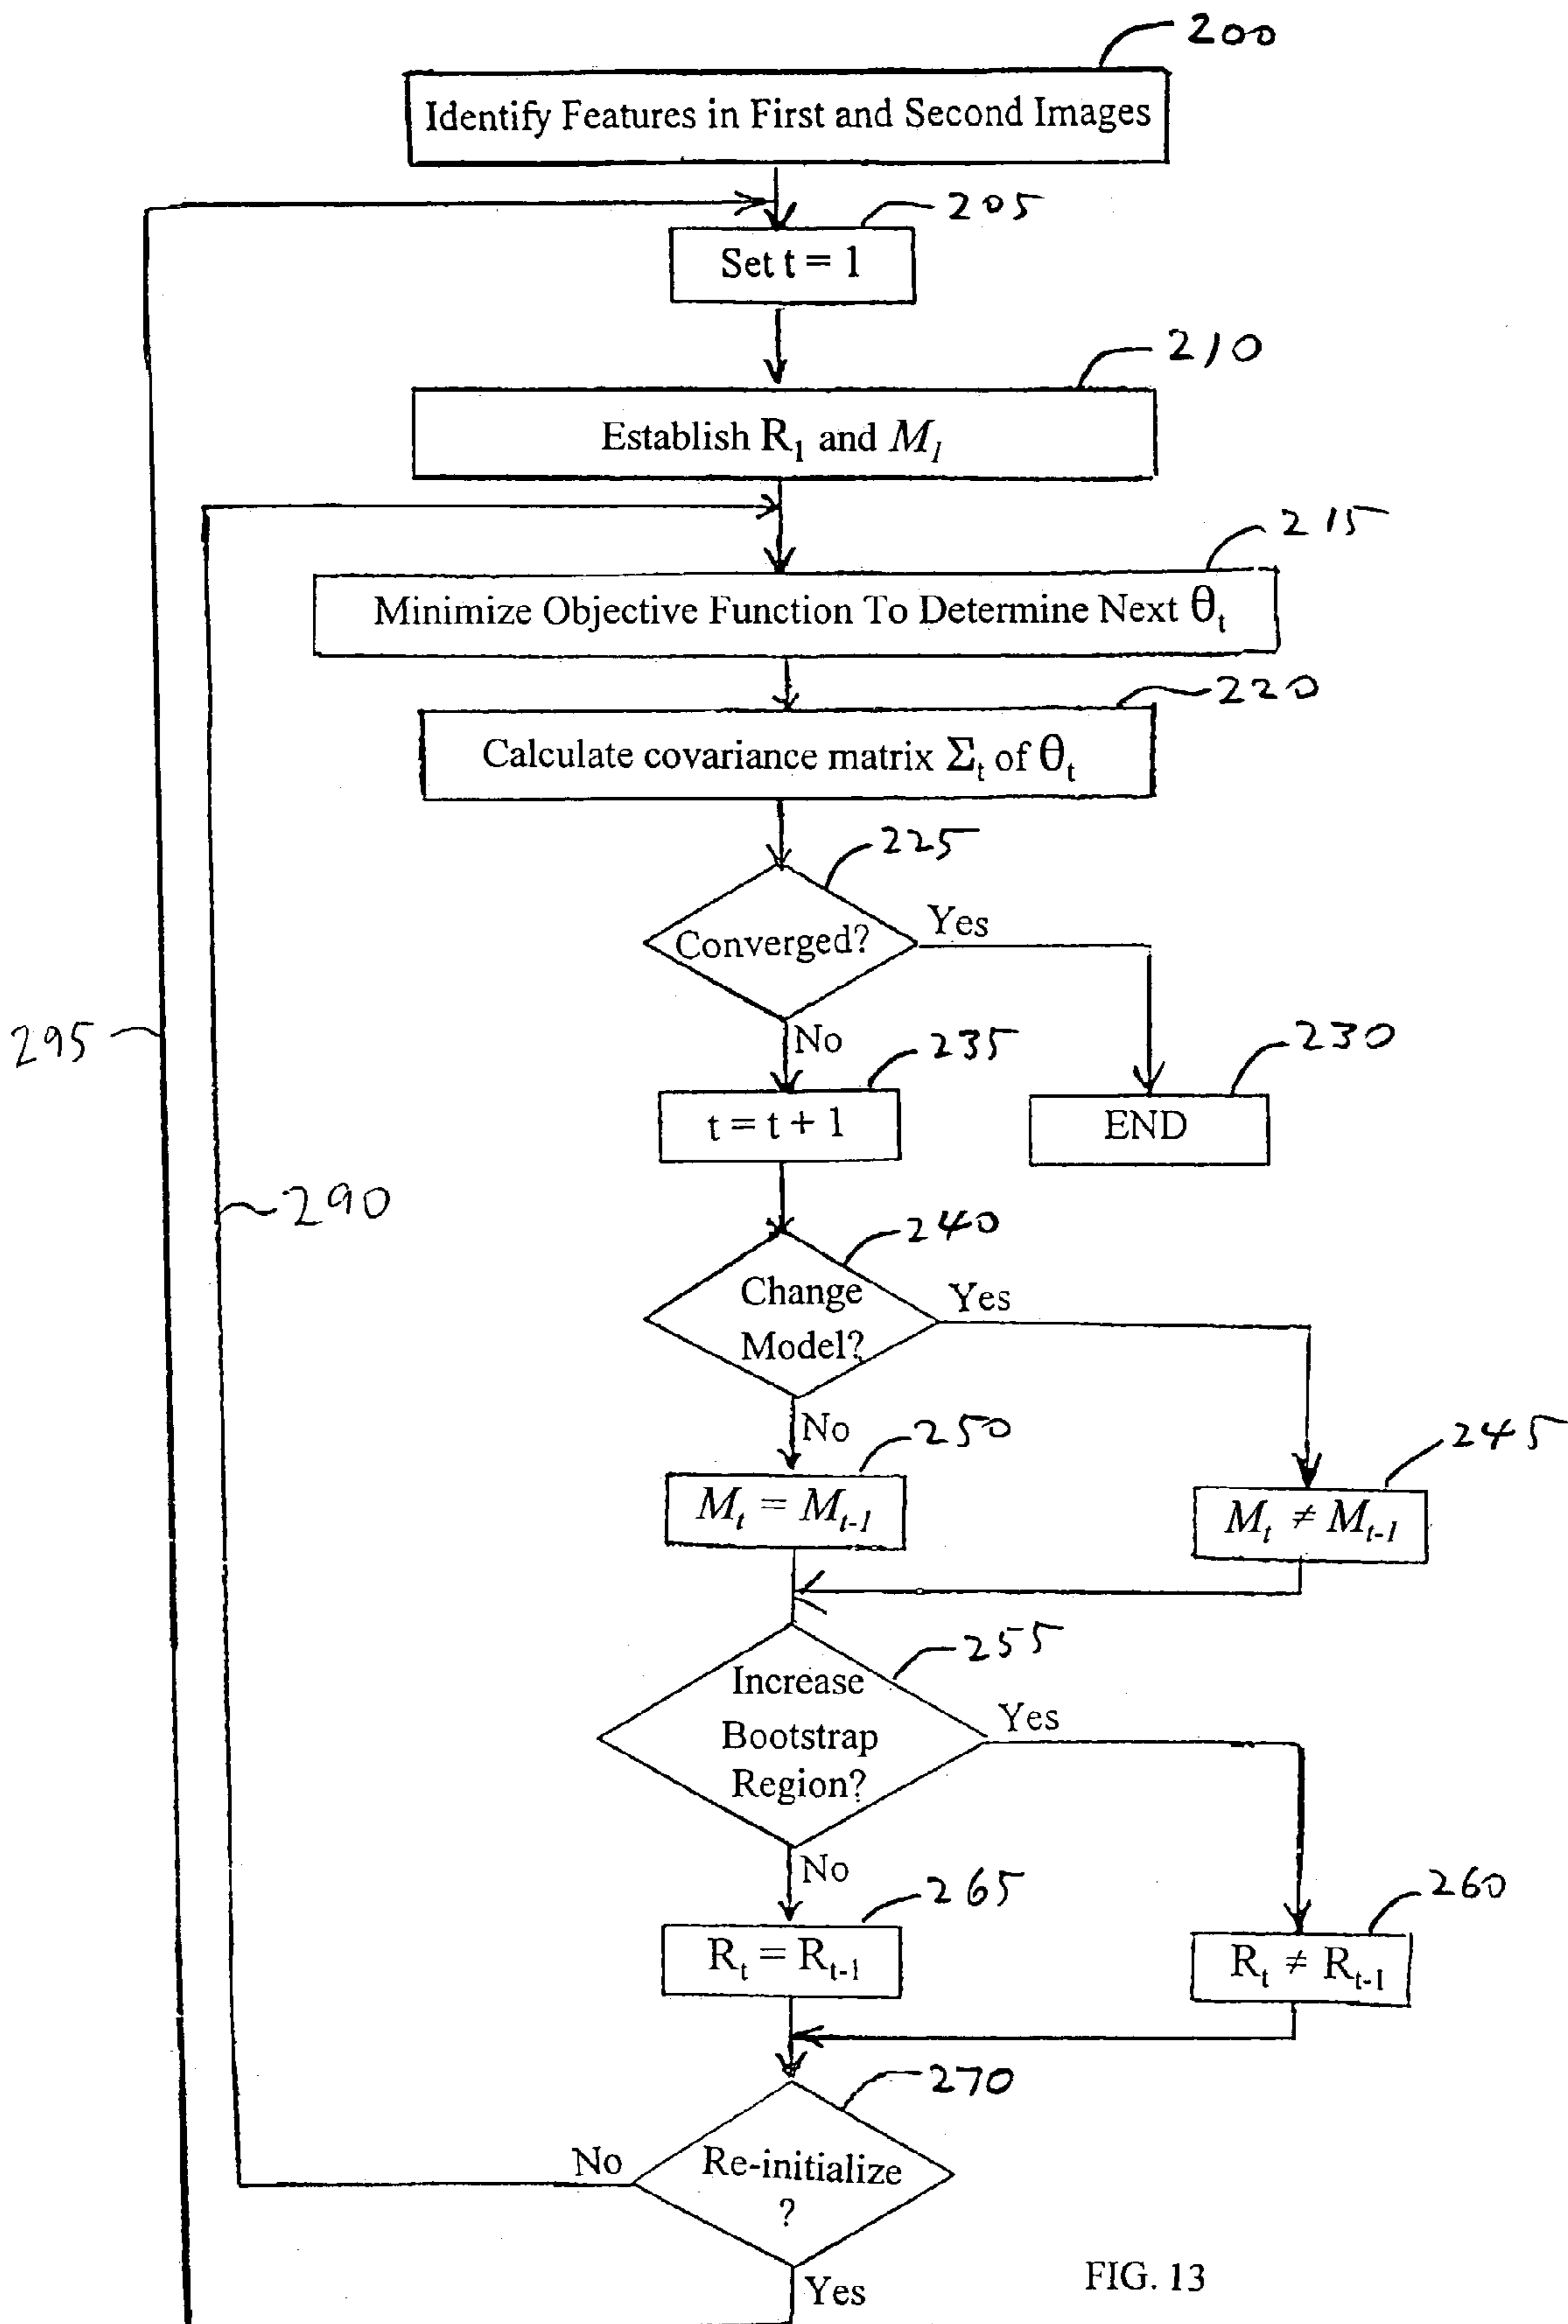 200
Identify Features in First and Second Images
205
Set t = 1
210
Establish R₁ and M₁
215
Minimize Objective Function To Determine Next θₜ
220
Calculate covariance matrix Σₜ of θₜ
225
Converged?
Yes
295
No
235
230
t = t + 1
END
290
240
Change
Model?
Yes
No
250
245
Mₜ = Mₜ₋₁
Mₜ ≠ Mₜ₋₁
255
Increase
Bootstrap
Region?
Yes
No
265
260
Rₜ = Rₜ₋₁
Rₜ ≠ Rₜ₋₁
270
No
Re-initialize
?
Yes
FIG. 13